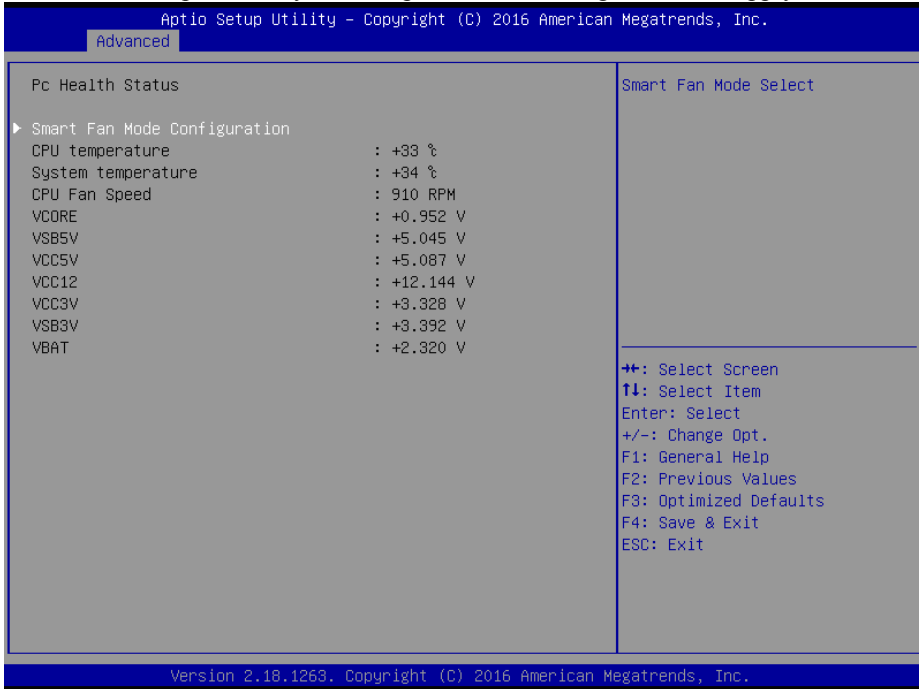 Aptio Setup Utility – Copyright (C) 2016 American Megatrends, Inc.
Advanced
Pc Health Status
Smart Fan Mode Configuration
CPU temperature : +33 ℃
System temperature : +34 ℃
CPU Fan Speed : 910 RPM
VCORE : +0.952 V
VSB5V : +5.045 V
VCC5V : +5.087 V
VCC12 : +12.144 V
VCC3V : +3.328 V
VSB3V : +3.392 V
VBAT : +2.320 V
Smart Fan Mode Select
→←: Select Screen
↑↓: Select Item
Enter: Select
+/-: Change Opt.
F1: General Help
F2: Previous Values
F3: Optimized Defaults
F4: Save & Exit
ESC: Exit
Version 2.18.1263. Copyright (C) 2016 American Megatrends, Inc.